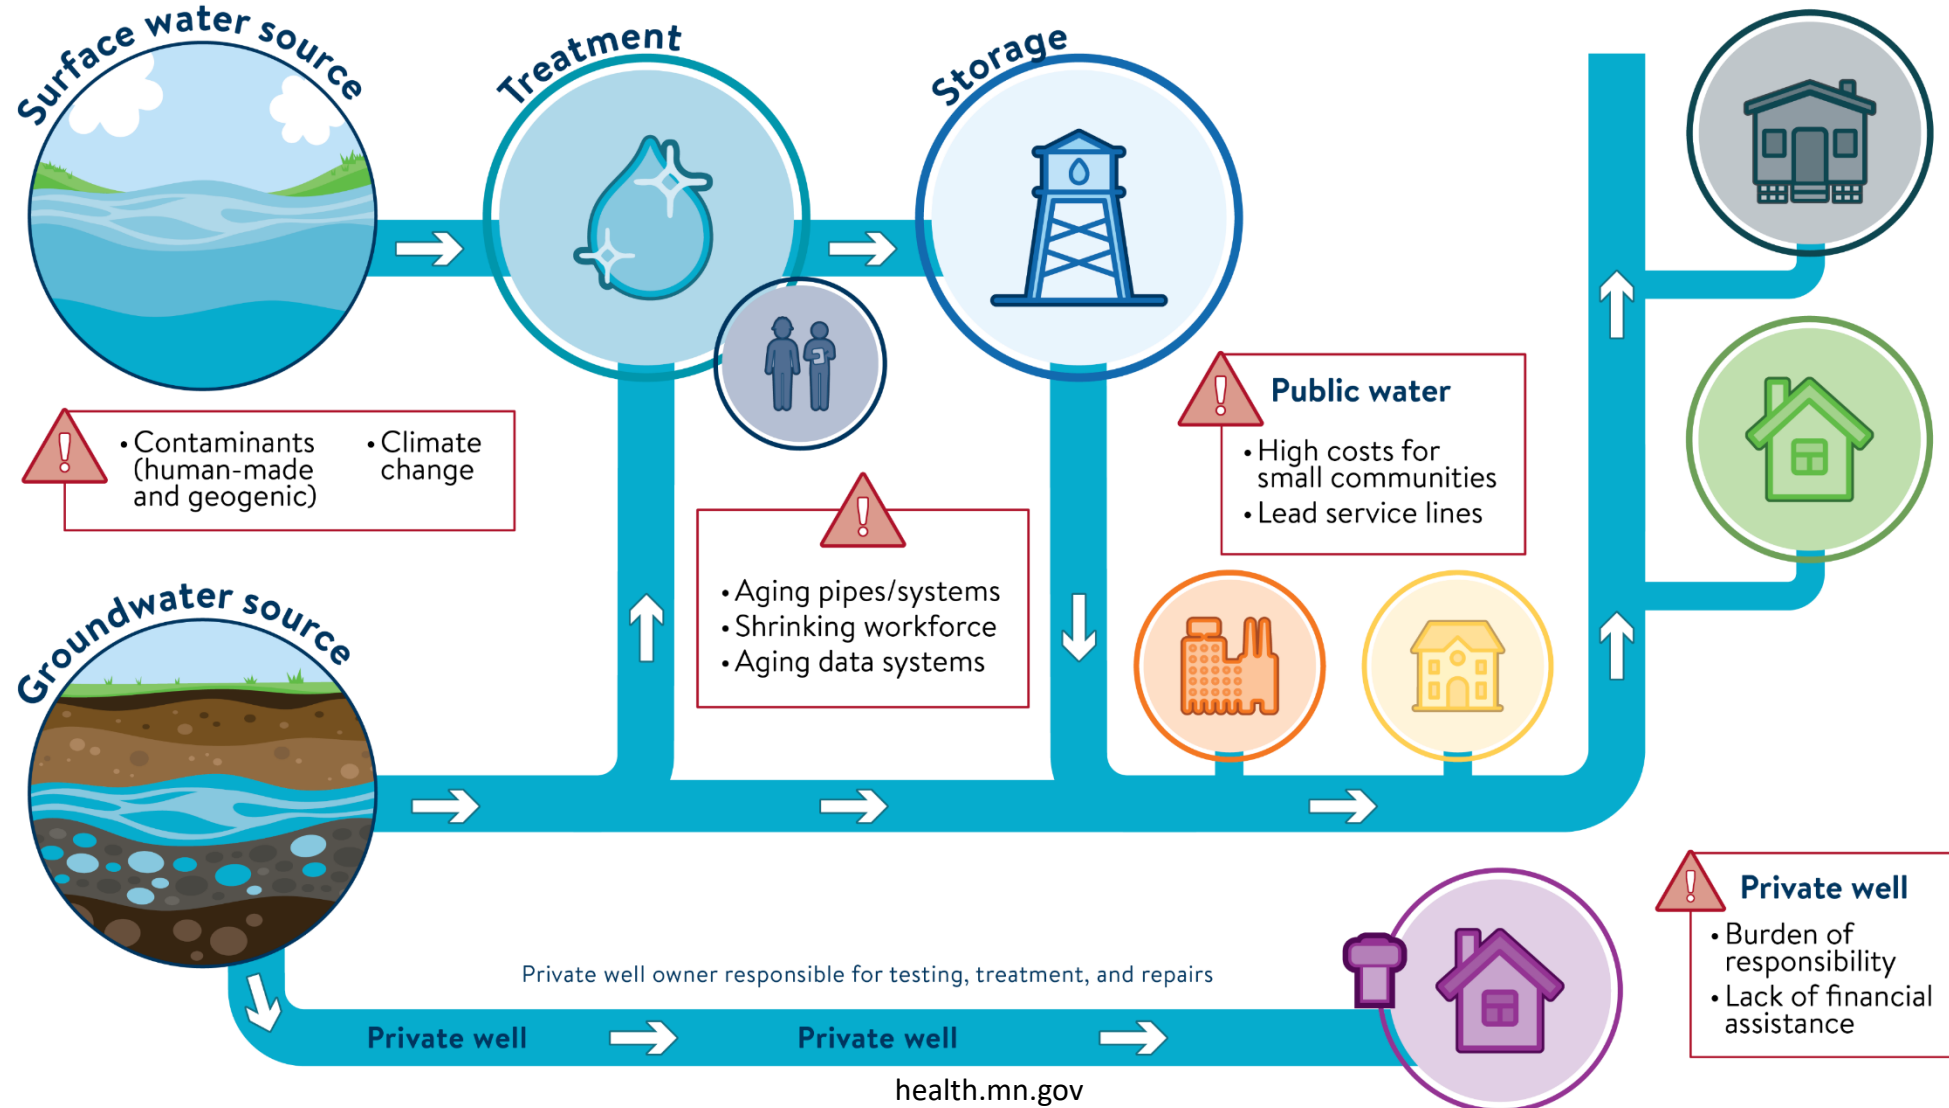 Surface water source
Treatment
Storage
• Contaminants
(human-made
and geogenic)
• Climate
change
• Aging pipes/systems
• Shrinking workforce
• Aging data systems
Public water
• High costs for
small communities
• Lead service lines
Groundwater source
Private well owner responsible for testing, treatment, and repairs
Private well
Private well
Private well
• Burden of
responsibility
• Lack of financial
assistance
health.mn.gov